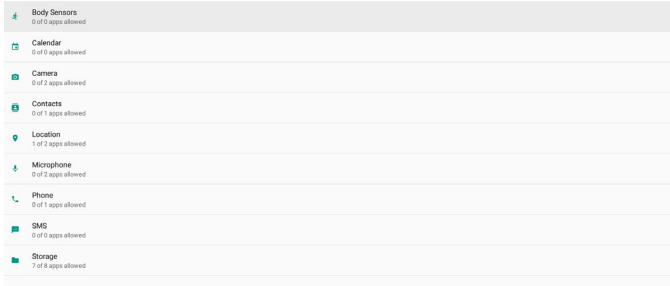 Body Sensors
0 of 0 apps allowed
Calendar
0 of 0 apps allowed
Camera
0 of 2 apps allowed
Contacts
0 of 1 apps allowed
Location
1 of 2 apps allowed
Microphone
0 of 2 apps allowed
Phone
0 of 1 apps allowed
SMS
0 of 0 apps allowed
Storage
7 of 8 apps allowed